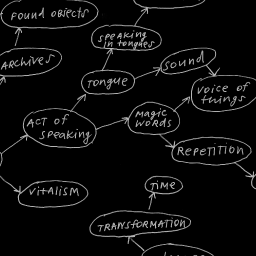 FOUND OBJECTS
SPEAKING
IN TONGUES
ARCHIVES
SOUND
TONGUE
VOICE OF
THINGS
MAGIC
WORDS
ACT OF
SPEAKING
REPETITION
VITALISM
TIME
TRANSFORMATION